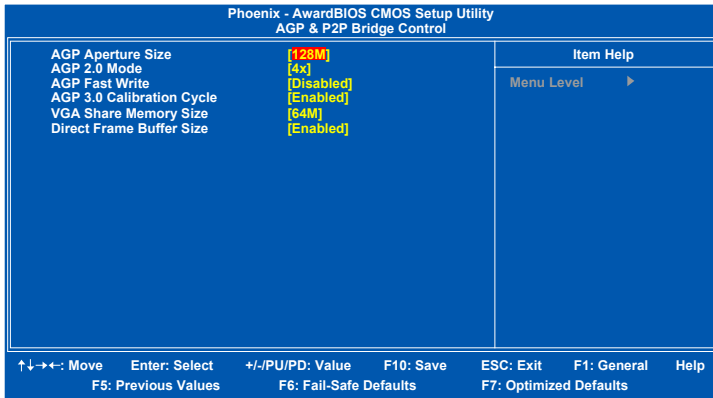 Phoenix - AwardBIOS CMOS Setup Utility
AGP & P2P Bridge Control
AGP Aperture Size [128M]
AGP 2.0 Mode [4x]
AGP Fast Write [Disabled]
AGP 3.0 Calibration Cycle [Enabled]
VGA Share Memory Size [64M]
Direct Frame Buffer Size [Enabled]
Item Help
Menu Level
↑↓→←: Move Enter: Select +/-/PU/PD: Value F10: Save ESC: Exit F1: General Help
F5: Previous Values F6: Fail-Safe Defaults F7: Optimized Defaults